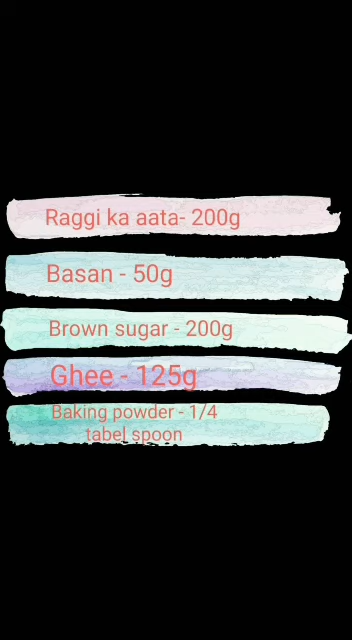 Raggi ka aata- 200g
Basan - 50g
Brown sugar - 200g
Ghee - 125g
Baking powder - 1/4
tabel spoon